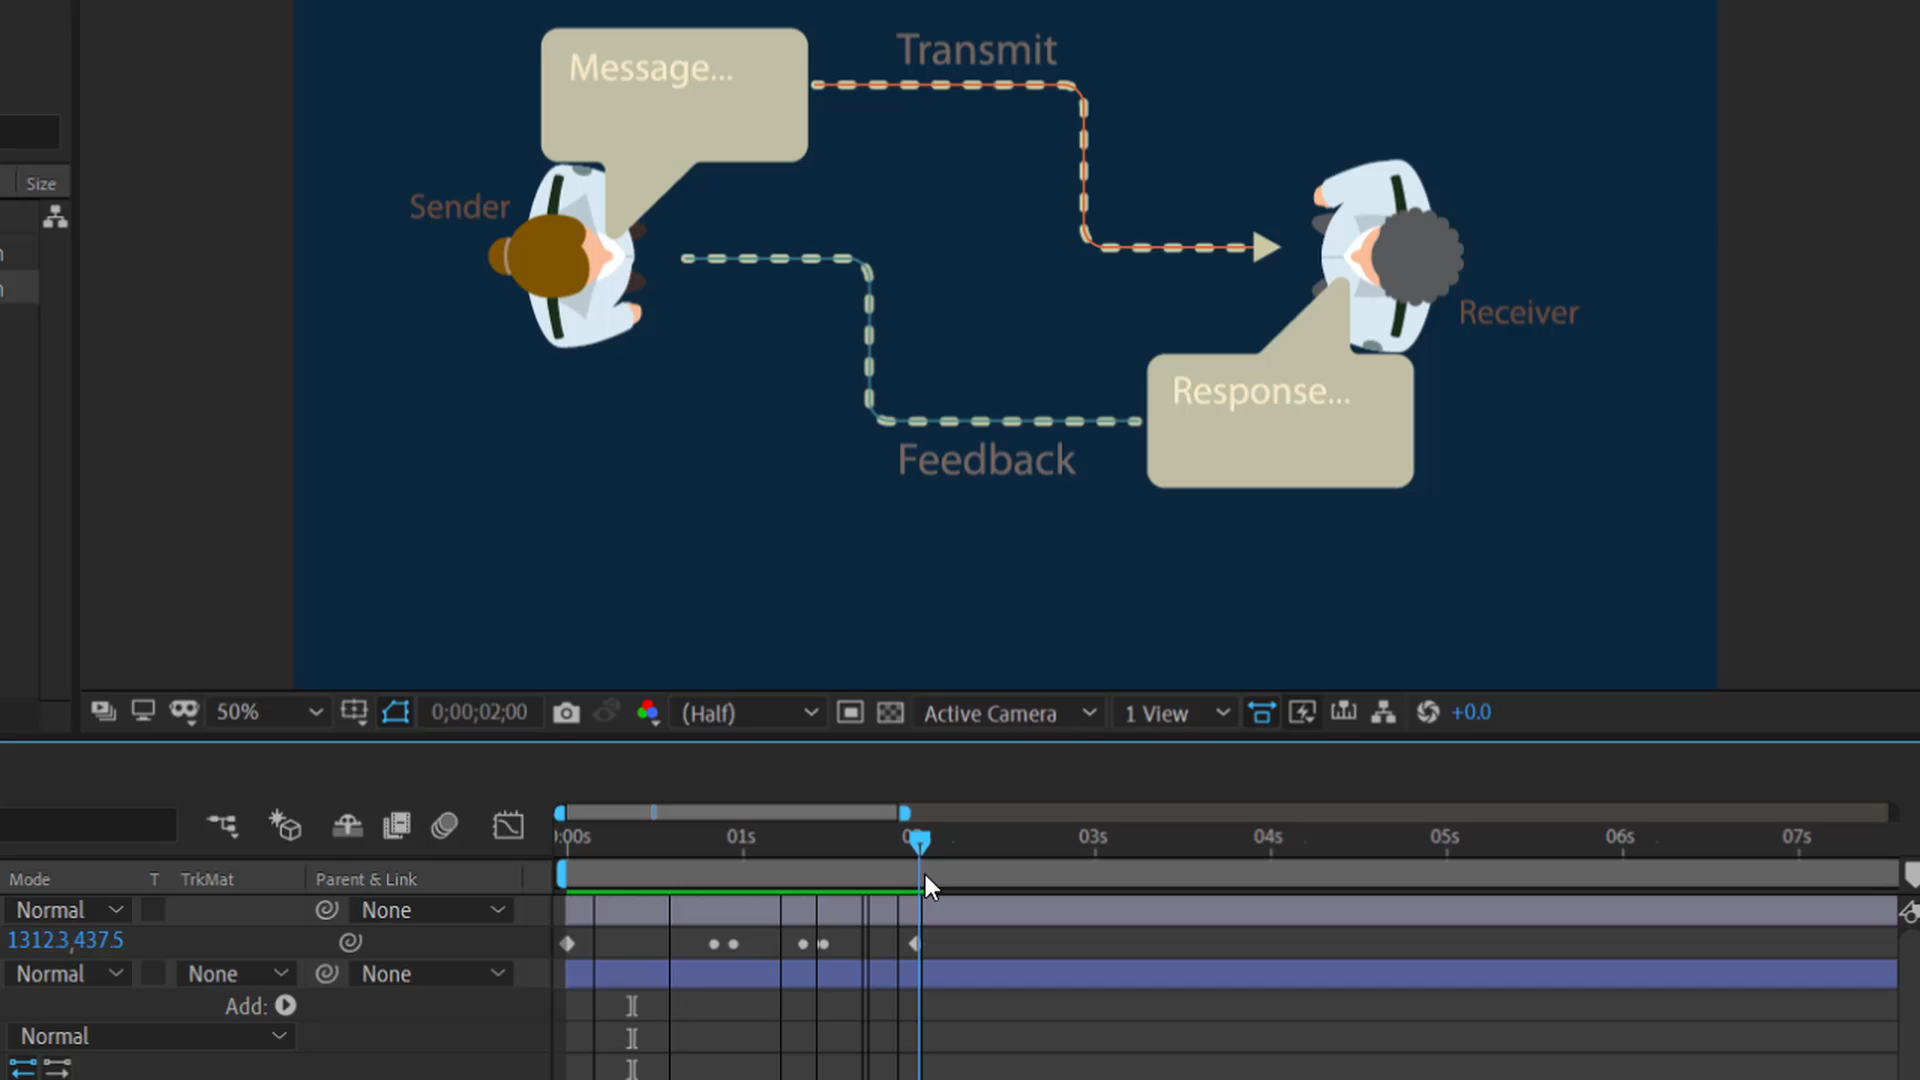 Message...
Transmit
Sender
Receiver
Response...
Feedback
Size
50%
0;00;02;00
(Half)
Active Camera
1 View
+0.0
:00s 01s 03s 04s 05s 06s 07s
Mode T TrkMat Parent & Link
Normal None
1312.3,437.5
Normal None None
Add:
Normal